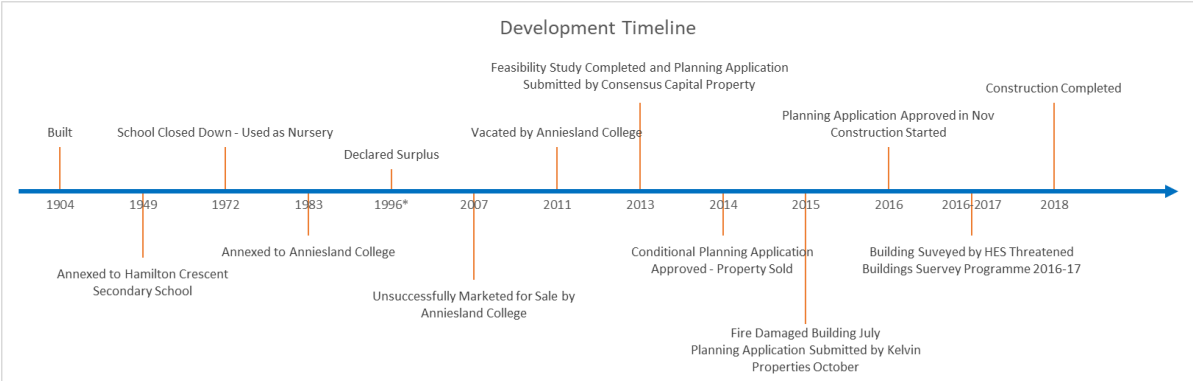 Development Timeline
Feasibility Study Completed and Planning Application
Submitted by Consensus Capital Property
Construction Completed
Built
School Closed Down - Used as Nursery
Declared Surplus
Vacated by Anniesland College
Planning Application Approved in Nov
Construction Started
1904
1949
1972
1983
1996*
2007
2011
2013
2014
2015
2016
2016-2017
2018
Annexed to Hamilton Crescent
Secondary School
Annexed to Anniesland College
Unsuccessfully Marketed for Sale by
Anniesland College
Conditional Planning Application
Approved - Property Sold
Building Suveyed by HES Threatened
Buildings Suervey Programme 2016-17
Fire Damaged Building July
Planning Application Submitted by Kelvin
Properties October